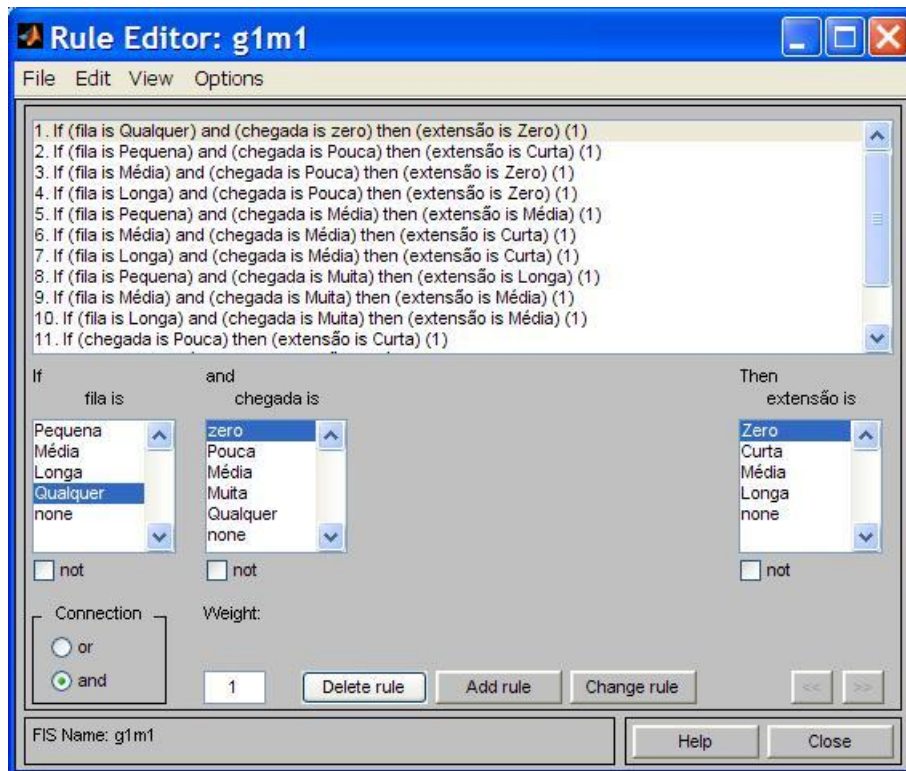 Rule Editor: g1m1
File Edit View Options
1. If (fila is Qualquer) and (chegada is zero) then (extensão is Zero) (1)
2. If (fila is Pequena) and (chegada is Pouca) then (extensão is Curta) (1)
3. If (fila is Média) and (chegada is Pouca) then (extensão is Zero) (1)
4. If (fila is Longa) and (chegada is Pouca) then (extensão is Zero) (1)
5. If (fila is Pequena) and (chegada is Média) then (extensão is Média) (1)
6. If (fila is Média) and (chegada is Média) then (extensão is Curta) (1)
7. If (fila is Longa) and (chegada is Média) then (extensão is Curta) (1)
8. If (fila is Pequena) and (chegada is Muita) then (extensão is Longa) (1)
9. If (fila is Média) and (chegada is Muita) then (extensão is Média) (1)
10. If (fila is Longa) and (chegada is Muita) then (extensão is Média) (1)
11. If (chegada is Pouca) then (extensão is Curta) (1)
If and Then
fila is chegada is extensão is
Pequena zero Zero
Média Pouca Curta
Longa Média Média
Qualquer Muita Longa
none Qualquer none
none
not not not
Connection Weight:
or
and 1 Delete rule Add rule Change rule << >>
FIS Name: g1m1 Help Close